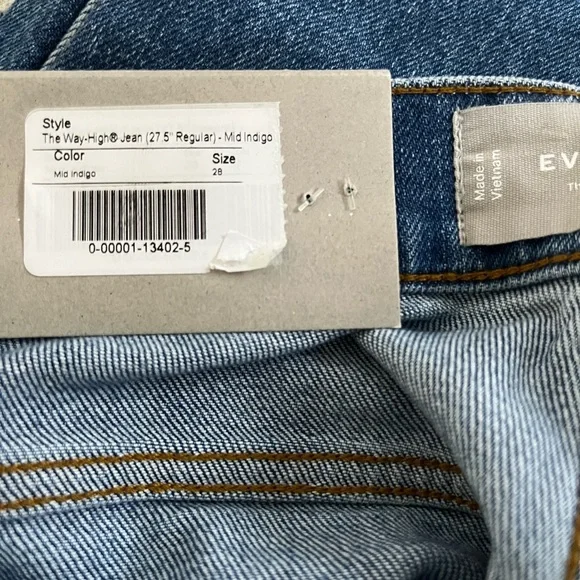 Style
The Way-High® Jean (27.5" Regular) - Mid Indigo
Color Size
Mid Indigo 28
0-00001-13402-5
Made in
Vietnam
EV